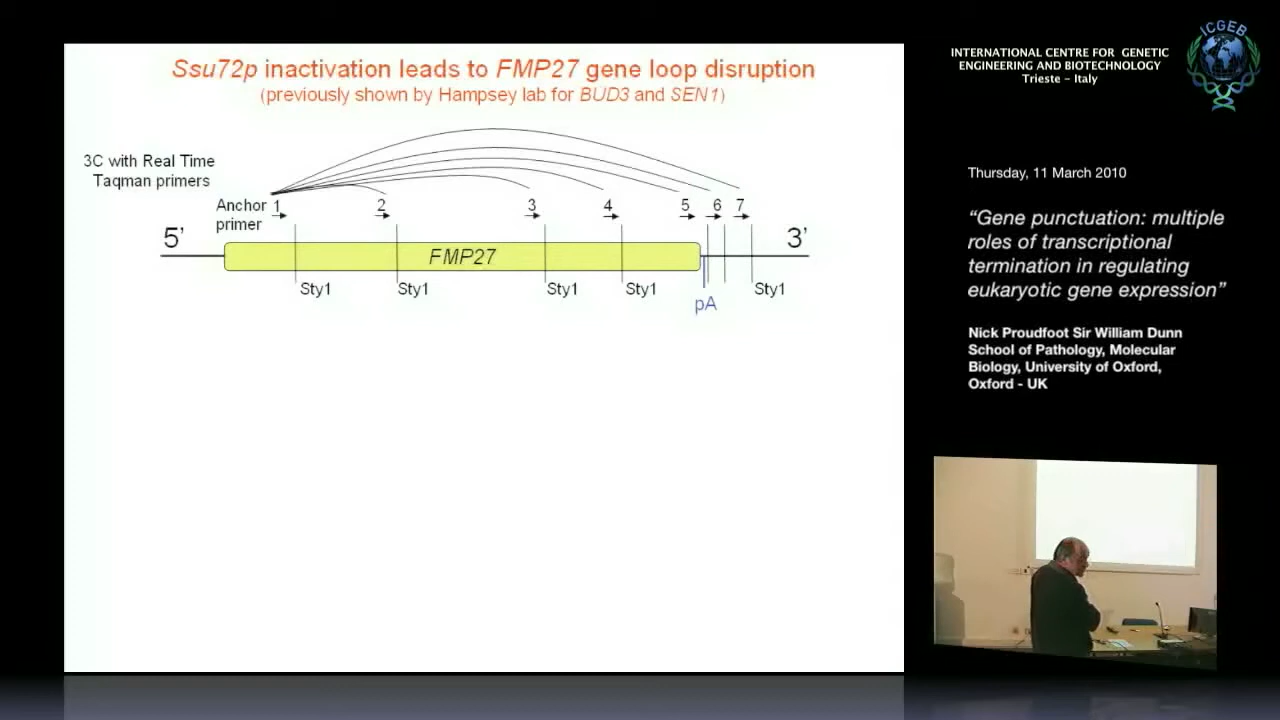 Ssu72p inactivation leads to FMP27 gene loop disruption
(previously shown by Hampsey lab for BUD3 and SEN1)
3C with Real Time
Taqman primers
Anchor
primer
1
2
3
4
5
6
7
5’
FMP27
3’
Sty1
Sty1
Sty1
Sty1
Sty1
pA
INTERNATIONAL CENTRE FOR GENETIC
ENGINEERING AND BIOTECHNOLOGY
Trieste - Italy
ICGEB
Thursday, 11 March 2010
“Gene punctuation: multiple
roles of transcriptional
termination in regulating
eukaryotic gene expression”
Nick Proudfoot Sir William Dunn
School of Pathology, Molecular
Biology, University of Oxford,
Oxford - UK